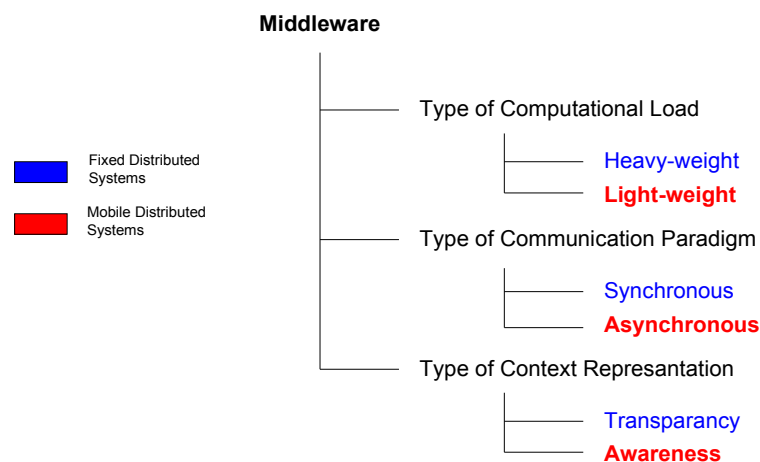 Middleware
Type of Computational Load
Fixed Distributed
Systems
Heavy-weight
Light-weight
Mobile Distributed
Systems
Type of Communication Paradigm
Synchronous
Asynchronous
Type of Context Represantation
Transparancy
Awareness